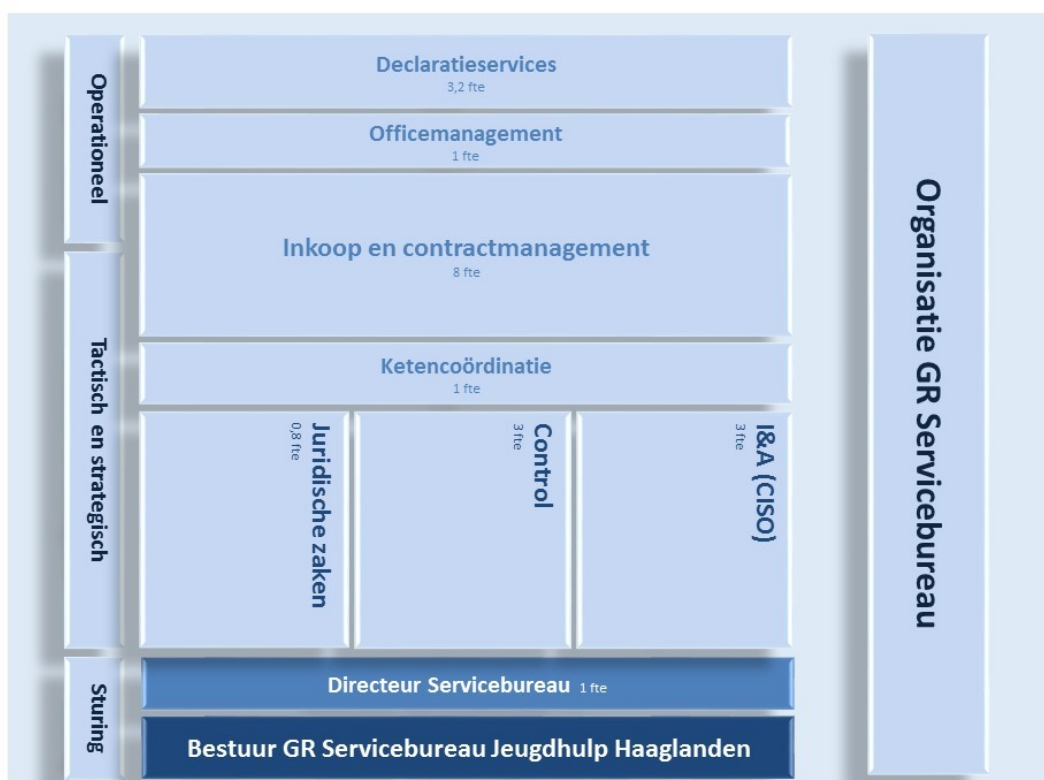 Operationeel
Declaratieservices
3,2 fte
Officemanagement
1 fte
Inkoop en contractmanagement
8 fte
Tactisch en strategisch
Ketencoördinatie
1 fte
Juridische zaken
0,8 fte
Control
3 fte
I&A (CISO)
3 fte
Sturing
Directeur Servicebureau 1 fte
Bestuur GR Servicebureau Jeugdhulp Haaglanden
Organisatie GR Servicebureau